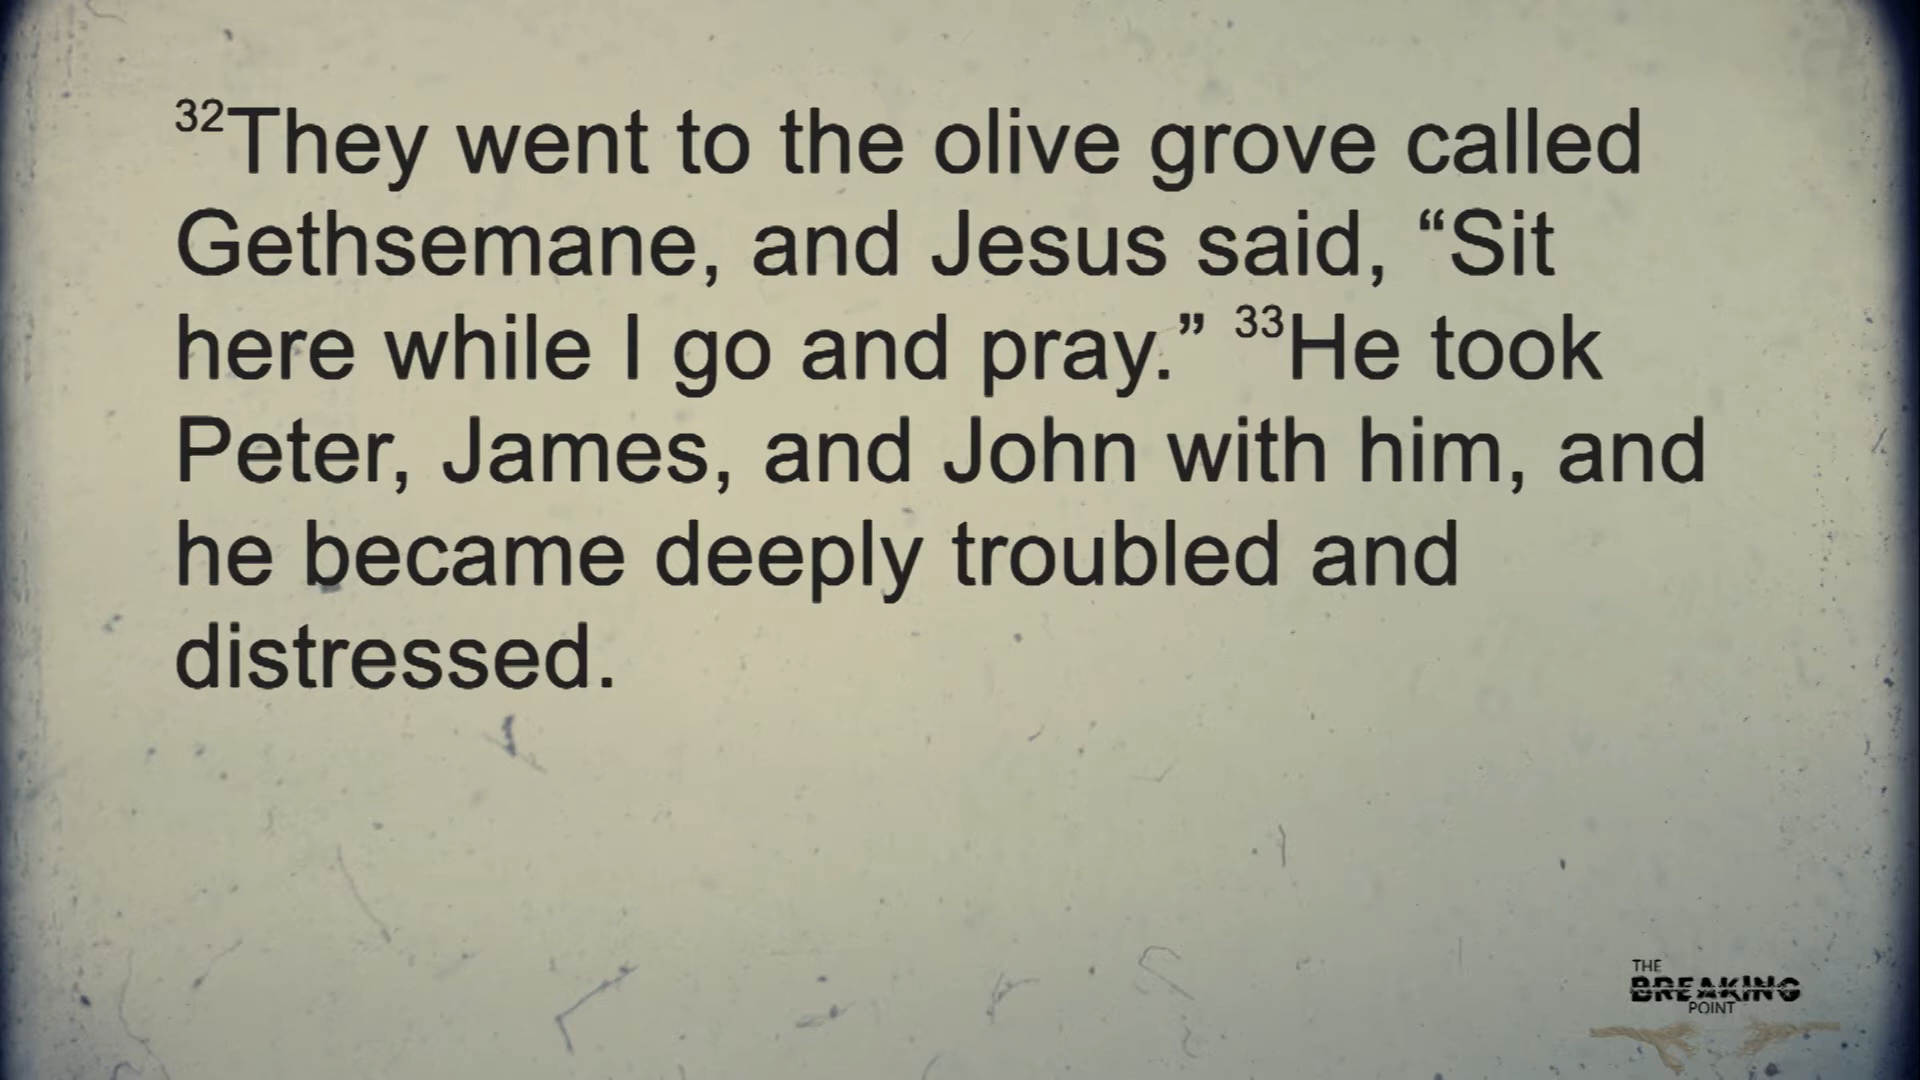 32They went to the olive grove called
Gethsemane, and Jesus said, “Sit
here while I go and pray.” 33He took
Peter, James, and John with him, and
he became deeply troubled and
distressed.
THE
BREAKING
POINT